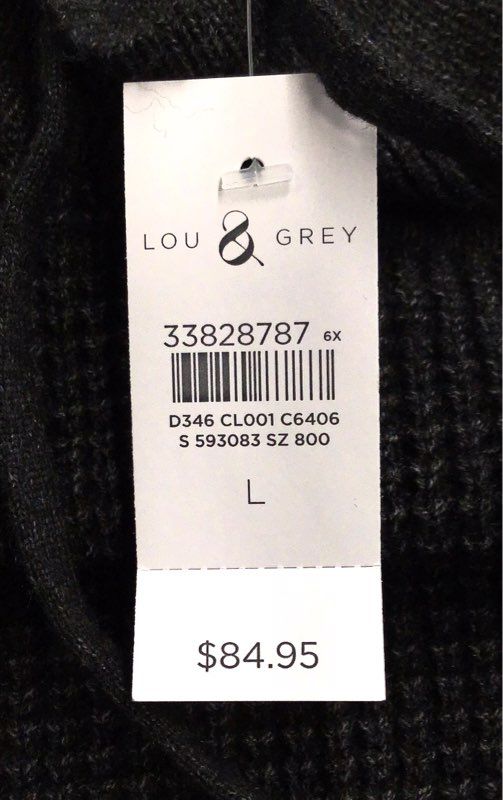 LOU & GREY
33828787 6X
D346 CL001 C6406
S 593083 SZ 800
L
$84.95